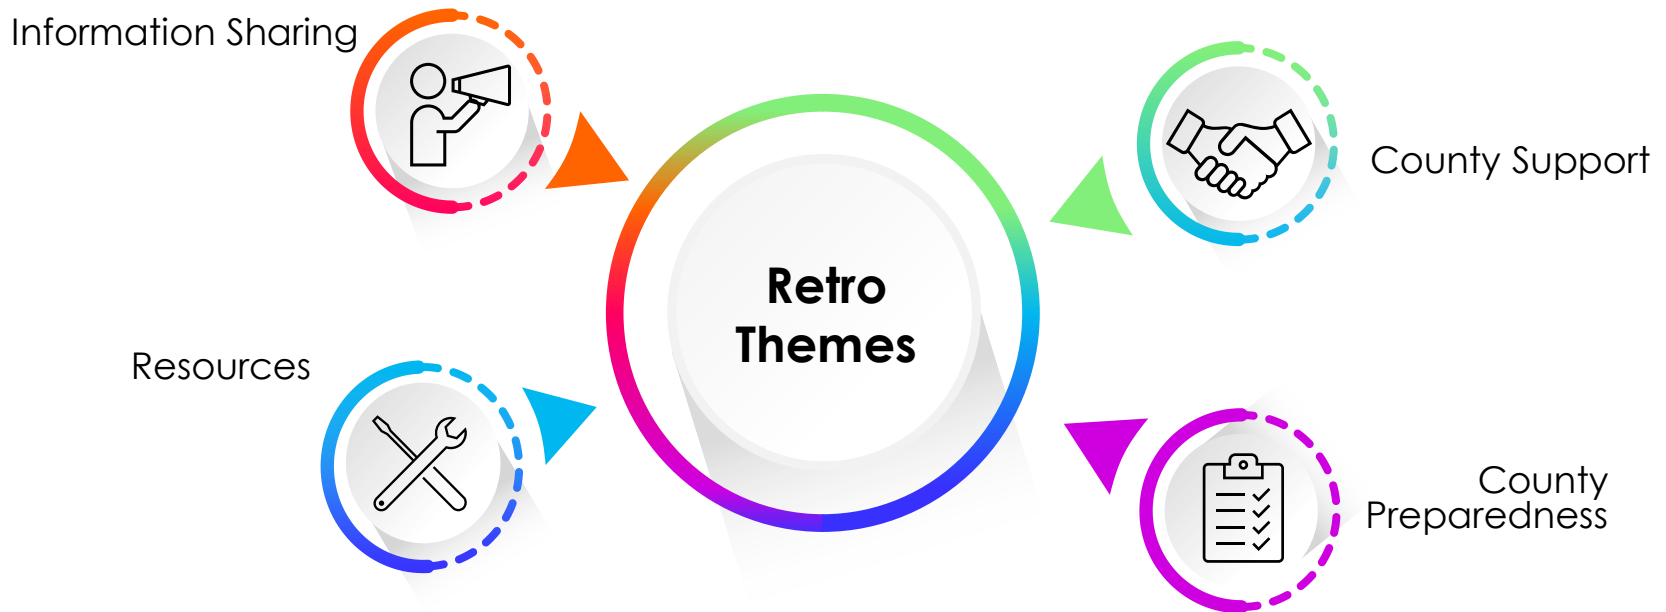 Information Sharing
County Support
Retro
Themes
Resources
County
Preparedness